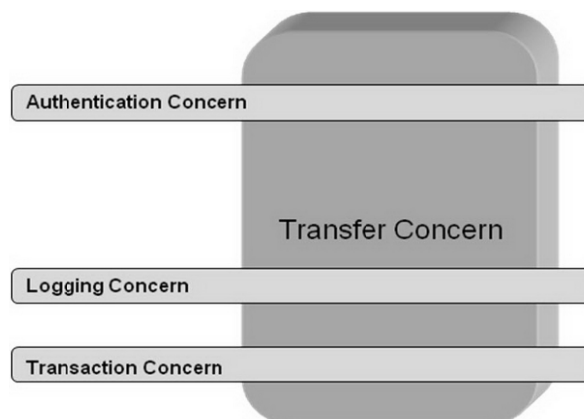 Authentication Concern
Transfer Concern
Logging Concern
Transaction Concern